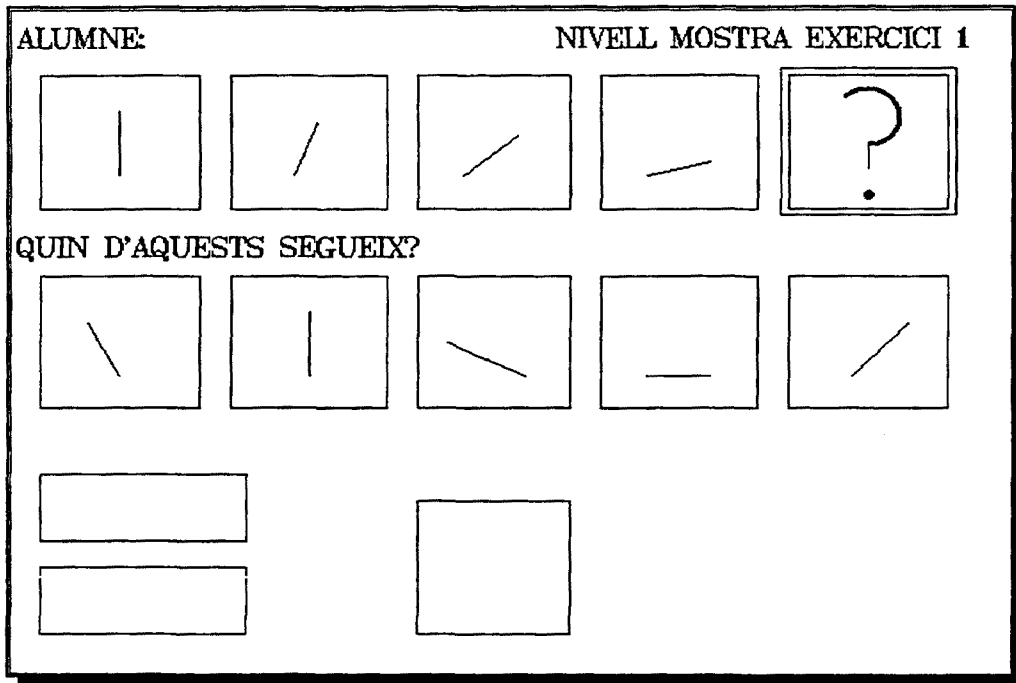 ALUMNE:
NIVELL MOSTRA EXERCICI 1
?
QUIN D'AQUESTS SEGUEIX?